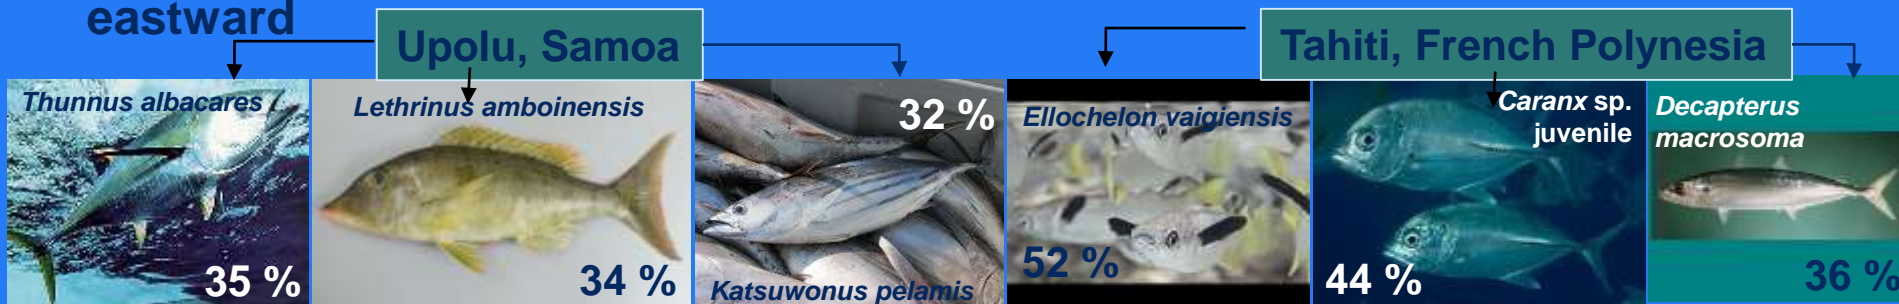 eastward
Upolu, Samoa
Tahiti, French Polynesia
Thunnus albacares
35 %
Lethrinus amboinensis
34 %
32 %
Katsuwonus pelamis
Ellochelon vaigiensis
52 %
Caranx sp.
juvenile
44 %
Decapterus
macrosoma
36 %